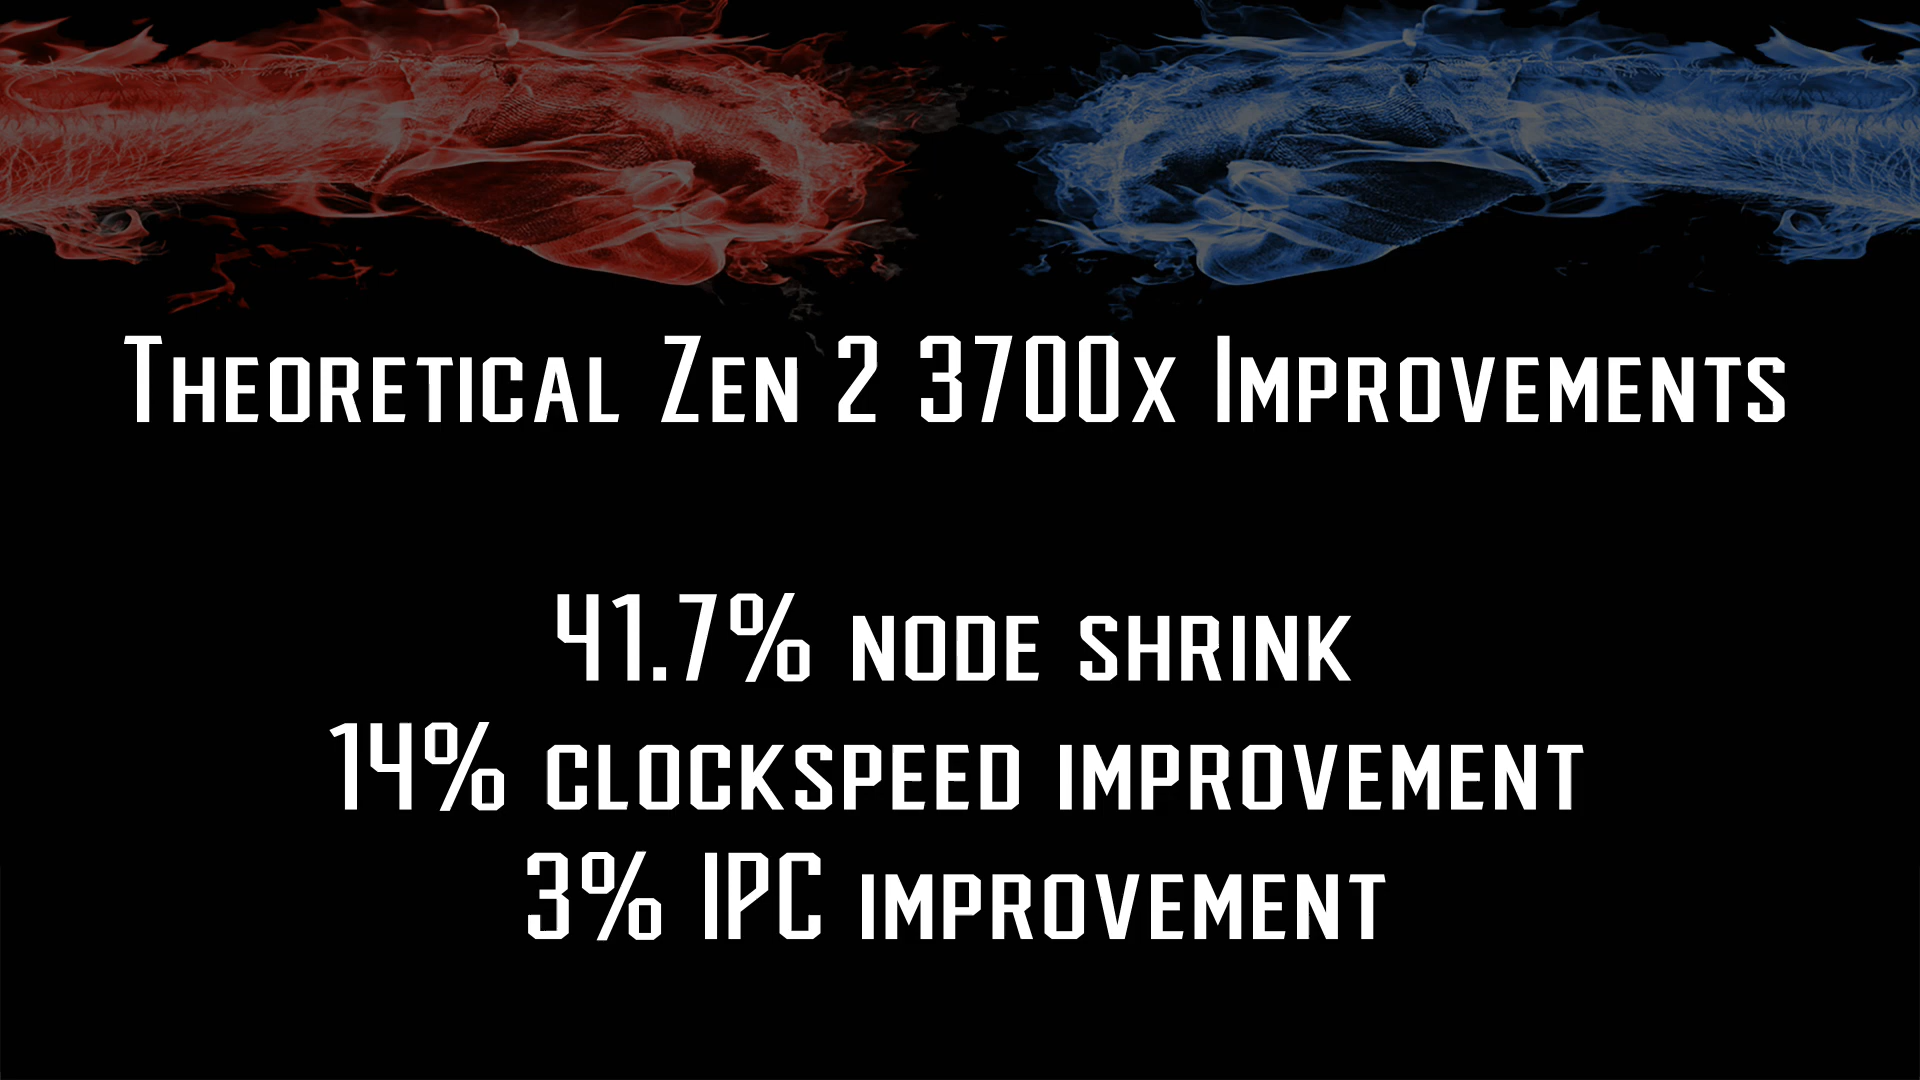 Theoretical Zen 2 3700x Improvements
41.7% node shrink
14% clockspeed improvement
3% IPC improvement